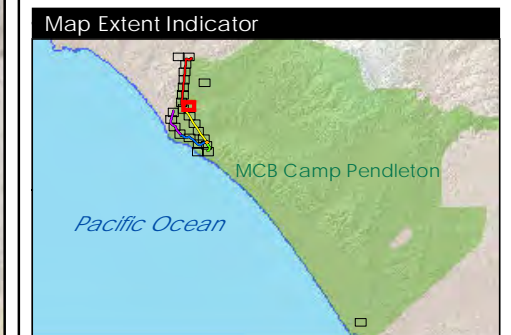 Map Extent Indicator
MCB Camp Pendleton
Pacific Ocean